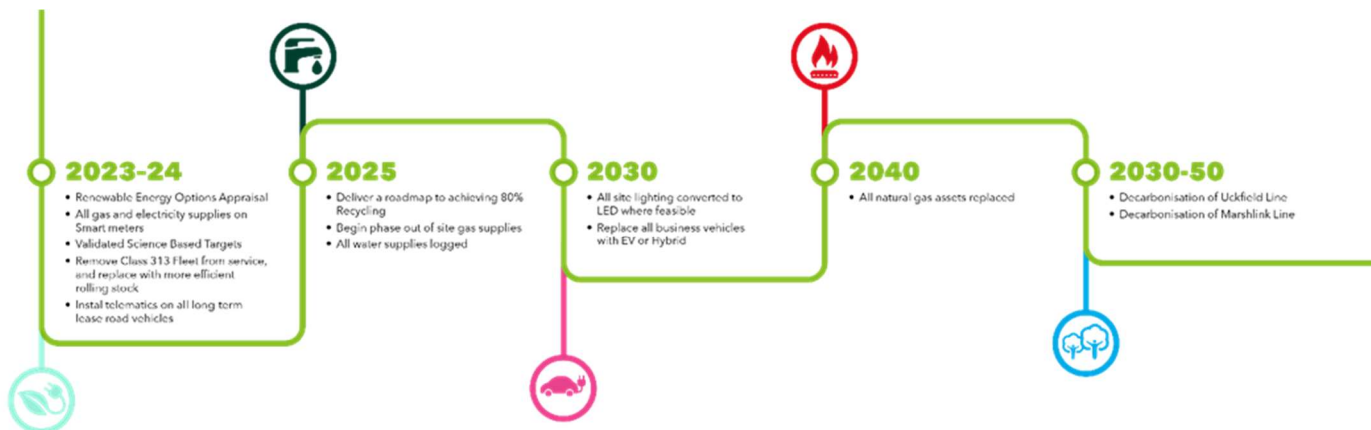 2023-24
• Renewable Energy Options Appraisal
• All gas and electricity supplies on
Smart meters
• Validated Science Based Targets
• Remove Class 313 Fleet from service,
and replace with more efficient
rolling stock
• Instal telematics on all long term
lease road vehicles
2025
• Deliver a roadmap to achieving 80%
Recycling
• Begin phase out of site gas supplies
• All water supplies logged
2030
• All site lighting converted to
LED where feasible
• Replace all business vehicles
with EV or Hybrid
2040
• All natural gas assets replaced
2030-50
• Decarbonisation of Uckfield Line
• Decarbonisation of Marshlink Line